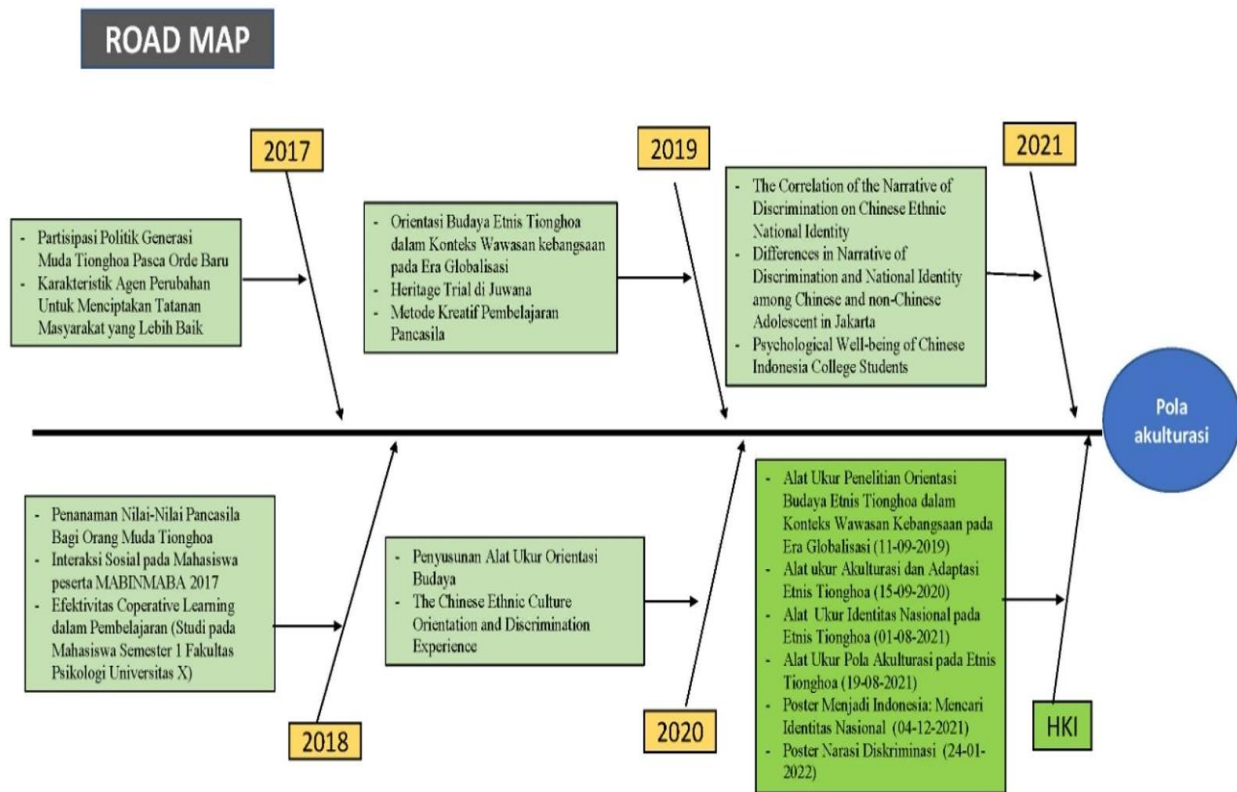 ROAD MAP
2017
- Partisipasi Politik Generasi
Muda Tionghoa Pasca Orde Baru
- Karakteristik Agen Perubahan
Untuk Menciptakan Tatanan
Masyarakat yang Lebih Baik
2019
- Orientasi Budaya Etnis Tionghoa
dalam Konteks Wawasan kebangsaan
pada Era Globalisasi
- Heritage Trial di Juwana
- Metode Kreatif Pembelajaran
Pancasila
2021
- The Correlation of the Narrative of
Discrimination on Chinese Ethnic
National Identity
- Differences in Narrative of
Discrimination and National Identity
among Chinese and non-Chinese
Adolescent in Jakarta
- Psychological Well-being of Chinese
Indonesia College Students
Pola
akulturasi
- Penanaman Nilai-Nilai Pancasila
Bagi Orang Muda Tionghoa
- Interaksi Sosial pada Mahasiswa
peserta MABINMABA 2017
- Efektivitas Coperative Learning
dalam Pembelajaran (Studi pada
Mahasiswa Semester 1 Fakultas
Psikologi Universitas X)
2018
- Penyusunan Alat Ukur Orientasi
Budaya
- The Chinese Ethnic Culture
Orientation and Discrimination
Experience
2020
- Alat Ukur Penelitian Orientasi
Budaya Etnis Tionghoa dalam
Konteks Wawasan Kebangsaan pada
Era Globalisasi (11-09-2019)
- Alat ukur Akulturasi dan Adaptasi
Etnis Tionghoa (15-09-2020)
- Alat Ukur Identitas Nasional pada
Etnis Tionghoa (01-08-2021)
- Alat Ukur Pola Akulturasi pada Etnis
Tionghoa (19-08-2021)
- Poster Menjadi Indonesia: Mencari
Identitas Nasional (04-12-2021)
- Poster Narasi Diskriminasi (24-01-
2022)
HKI